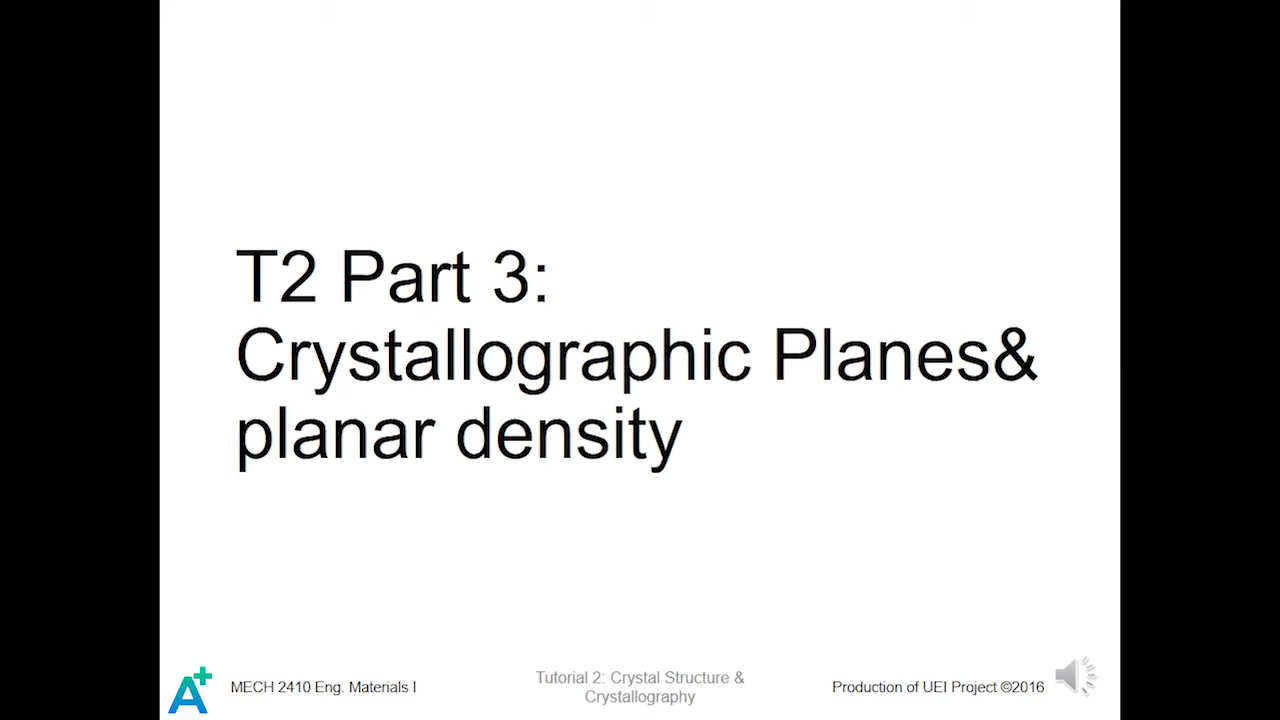 T2 Part 3:
Crystallographic Planes&
planar density
A+
MECH 2410 Eng. Materials I
Tutorial 2: Crystal Structure &
Crystallography
Production of UEI Project ©2016